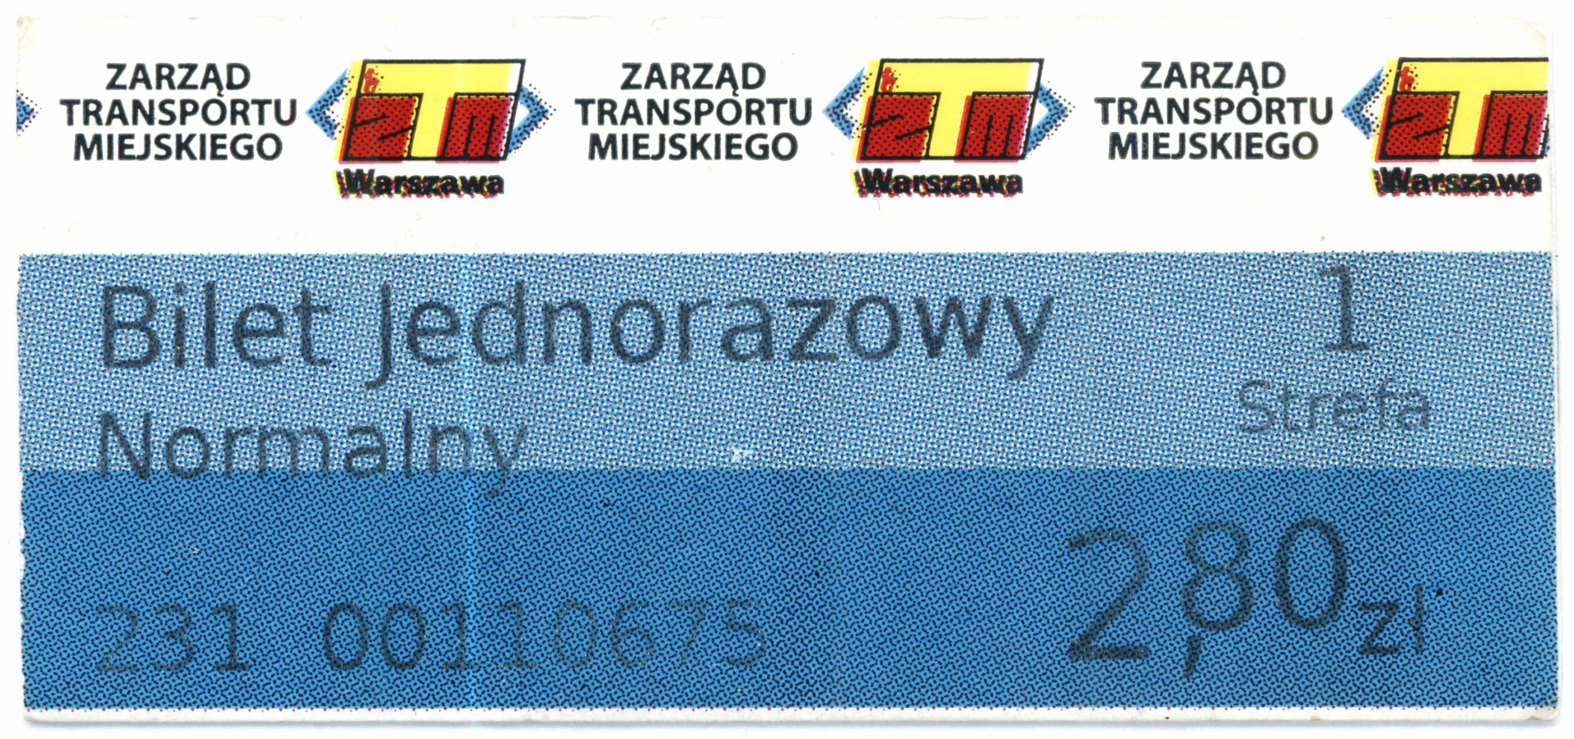 ZARZĄD
TRANSPORTU
MIEJSKIEGO
ZTM
Warszawa
ZARZĄD
TRANSPORTU
MIEJSKIEGO
ZTM
Warszawa
ZARZĄD
TRANSPORTU
MIEJSKIEGO
ZTM
Warszawa
Bilet Jednorazowy
1
Strefa
Normalny
2,80 zł
231 00110675